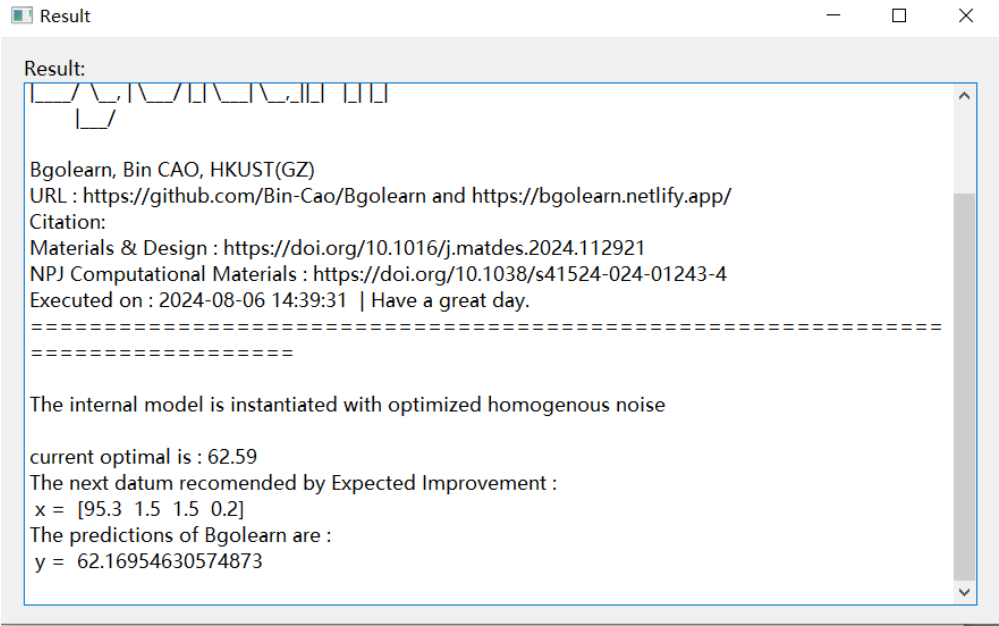 Result
Result:
|____/ \__, | \___/ |_| \___| \__,_||_|   |_| |_|
       |___/
Bgolearn, Bin CAO, HKUST(GZ)
URL : https://github.com/Bin-Cao/Bgolearn and https://bgolearn.netlify.app/
Citation:
Materials & Design : https://doi.org/10.1016/j.matdes.2024.112921
NPJ Computational Materials : https://doi.org/10.1038/s41524-024-01243-4
Executed on : 2024-08-06 14:39:31  | Have a great day.
==============================================================
==================
The internal model is instantiated with optimized homogenous noise
current optimal is : 62.59
The next datum recomended by Expected Improvement :
x =  [95.3  1.5  1.5  0.2]
The predictions of Bgolearn are :
y =  62.16954630574873